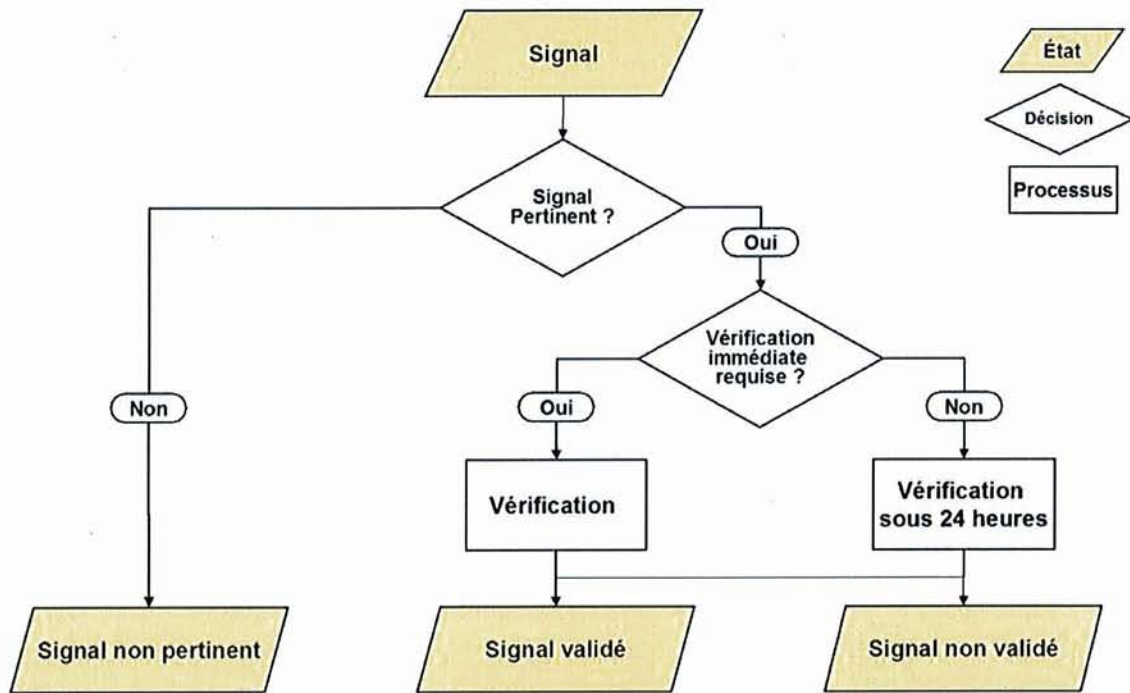 Signal
État
Décision
Processus
Signal
Pertinent ?
Oui
Vérification
immédiate
requise ?
Non
Oui
Non
Vérification
Vérification
sous 24 heures
Signal non pertinent
Signal validé
Signal non validé